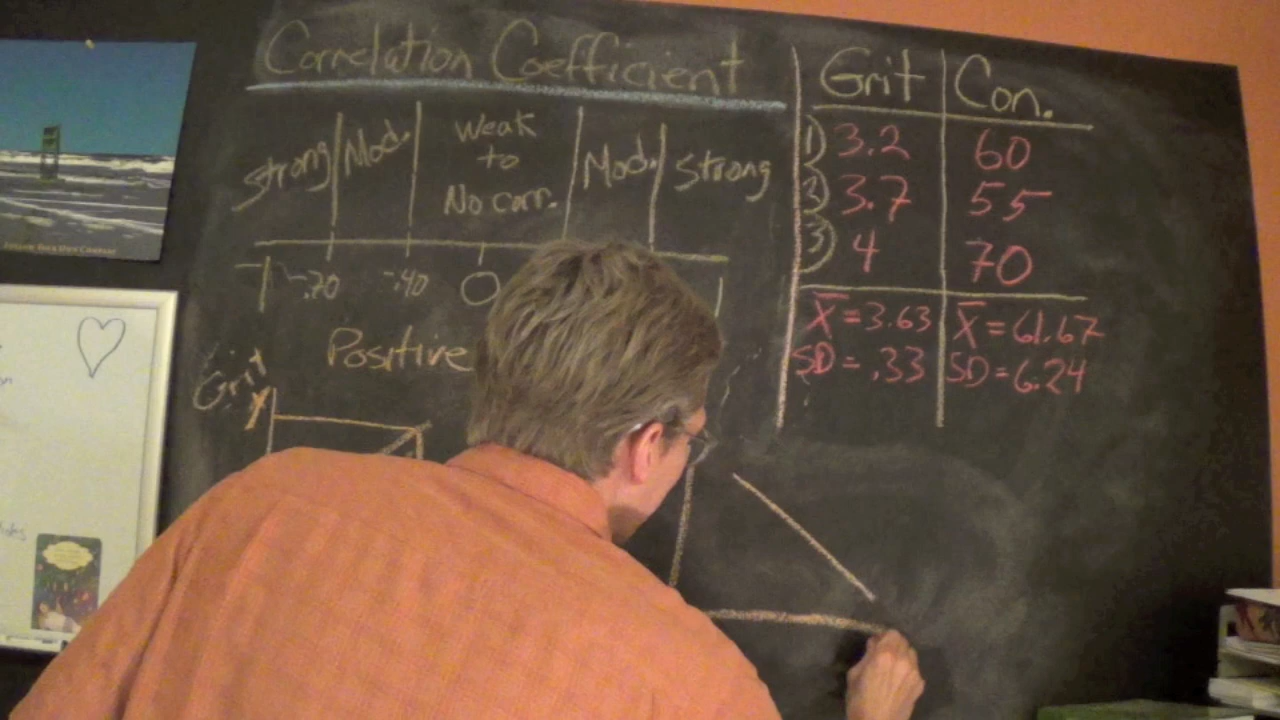 Correlation Coefficient
strong Mod. Weak to No corr. Mod. Strong
-1 -.70 -.40 0
Positive
Grit
Y
Grit Con.
1) 3.2 60
2) 3.7 55
3) 4 70
X̄=3.63 X̄=61.67
SD=.33 SD=6.24